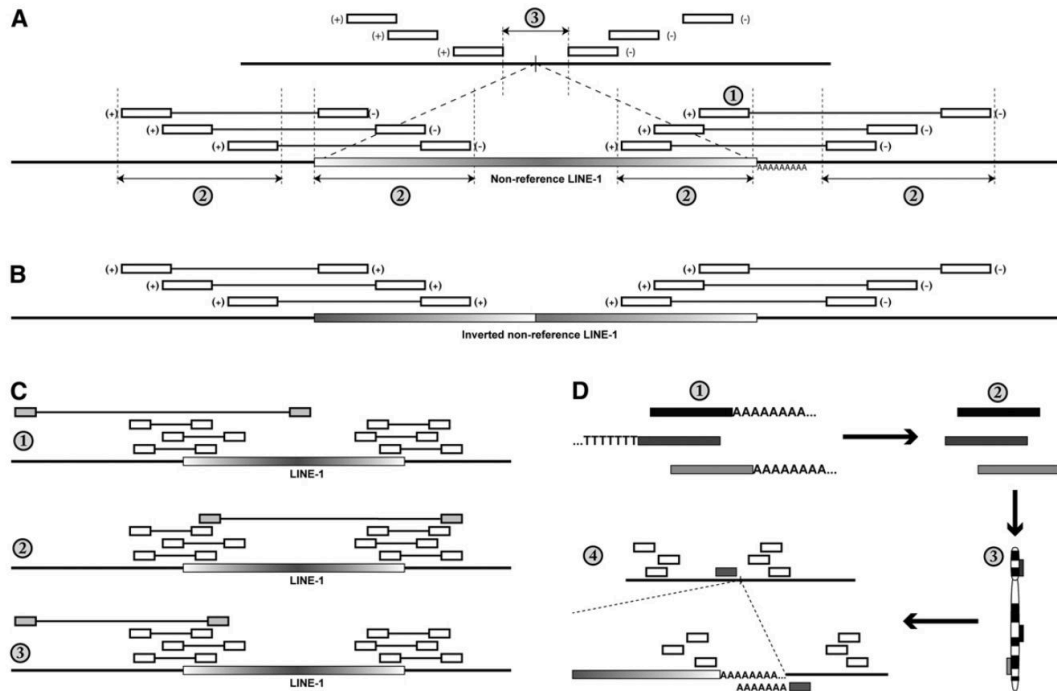 A
3
(+) (-)
(+) (-)
(+) (-)
1
(+) (-) (+) (-)
(+) (-) (+) (-)
(+) (-) (+) (-)
AAAAAAAAA
Non-reference LINE-1
2 2 2 2
B
(+) (+) (+) (-)
(+) (+) (+) (-)
(+) (+) (+) (-)
Inverted non-reference LINE-1
C
1
LINE-1
2
LINE-1
3
LINE-1
D
1 2
AAAAAAAA...
...TTTTTTT
AAAAAAAA...
4 3
AAAAAAAA...
AAAAAAA